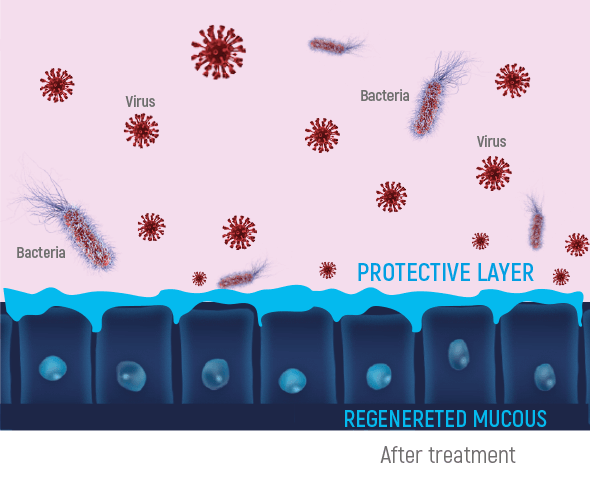 Virus
Bacteria
Virus
Bacteria
PROTECTIVE LAYER
REGENERETED MUCOUS
After treatment